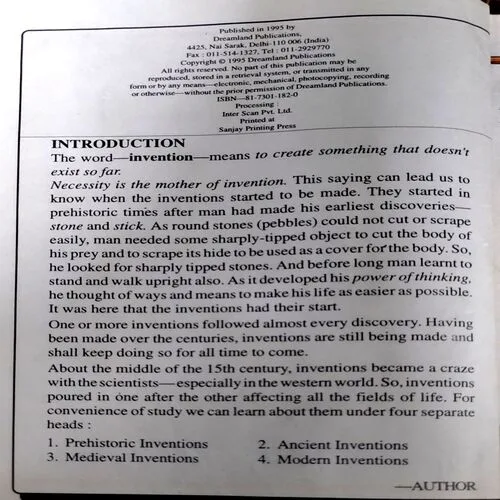 Published in 1995 by
Dreamland Publications,
4425, Nai Sarak, Delhi-110 006 (India)
Fax : 011-514-1327, Tel : 011-2929770
Copyright © 1995 Dreamland Publications
All rights reserved. No part of this publication may be
reproduced, stored in a retrieval system, or transmitted in any
form or by any means—electronic, mechanical, photocopying, recording
or otherwise—without the prior permission of Dreamland Publications.
ISBN—81-7301-182-0
Processing :
Inter Scan Pvt. Ltd.
Printed at
Sanjay Printing Press
INTRODUCTION
The word—invention—means to create something that doesn't
exist so far.
Necessity is the mother of invention. This saying can lead us to
know when the inventions started to be made. They started in
prehistoric times after man had made his earliest discoveries—
stone and stick. As round stones (pebbles) could not cut or scrape
easily, man needed some sharply-tipped object to cut the body of
his prey and to scrape its hide to be used as a cover for the body. So,
he looked for sharply tipped stones. And before long man learnt to
stand and walk upright also. As it developed his power of thinking,
he thought of ways and means to make his life as easier as possible.
It was here that the inventions had their start.
One or more inventions followed almost every discovery. Having
been made over the centuries, inventions are still being made and
shall keep doing so for all time to come.
About the middle of the 15th century, inventions became a craze
with the scientists—especially in the western world. So, inventions
poured in one after the other affecting all the fields of life. For
convenience of study we can learn about them under four separate
heads :
1. Prehistoric Inventions 2. Ancient Inventions
3. Medieval Inventions 4. Modern Inventions
—AUTHOR